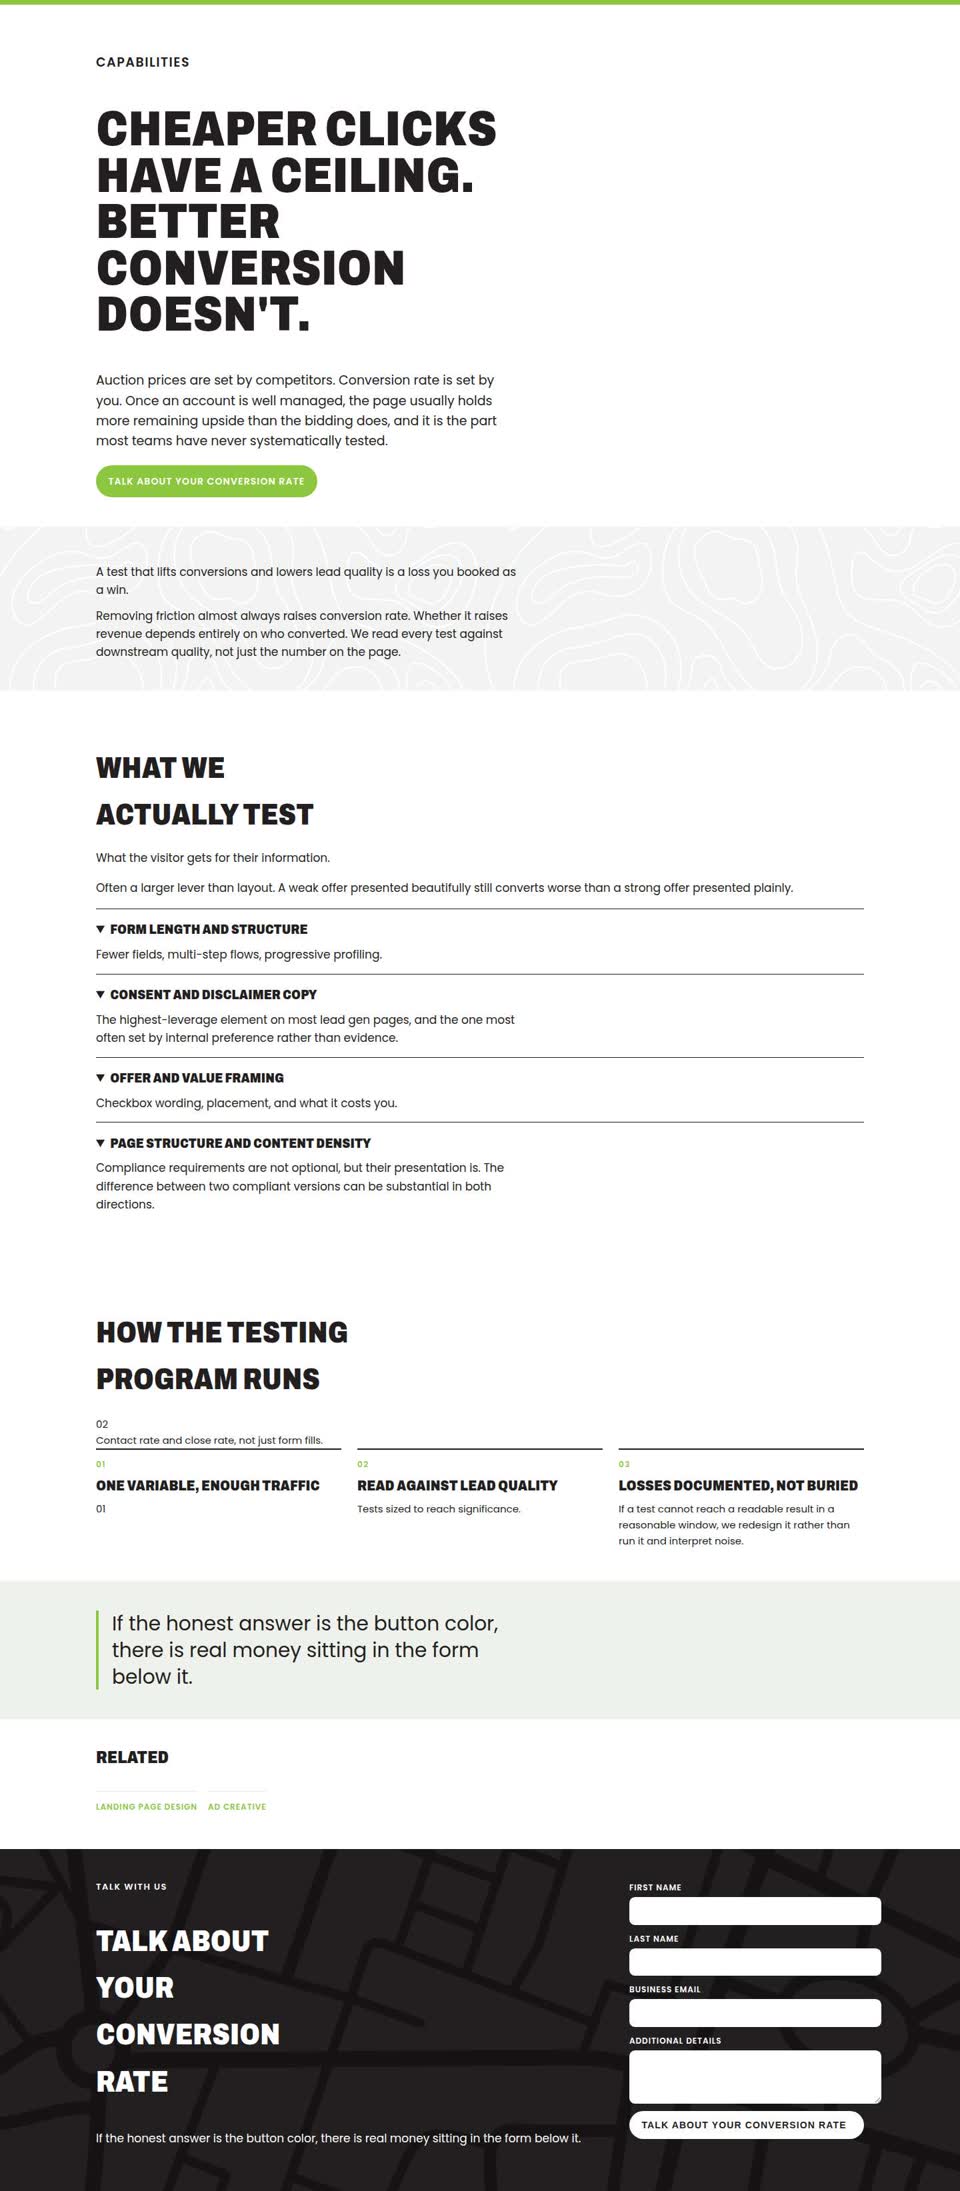 CAPABILITIES
CHEAPER CLICKS
HAVE A CEILING.
BETTER
CONVERSION
DOESN'T.
Auction prices are set by competitors. Conversion rate is set by
you. Once an account is well managed, the page usually holds
more remaining upside than the bidding does, and it is the part
most teams have never systematically tested.
TALK ABOUT YOUR CONVERSION RATE
A test that lifts conversions and lowers lead quality is a loss you booked as
a win.
Removing friction almost always raises conversion rate. Whether it raises
revenue depends entirely on who converted. We read every test against
downstream quality, not just the number on the page.
WHAT WE
ACTUALLY TEST
What the visitor gets for their information.
Often a larger lever than layout. A weak offer presented beautifully still converts worse than a strong offer presented plainly.
FORM LENGTH AND STRUCTURE
Fewer fields, multi-step flows, progressive profiling.
CONSENT AND DISCLAIMER COPY
The highest-leverage element on most lead gen pages, and the one most
often set by internal preference rather than evidence.
OFFER AND VALUE FRAMING
Checkbox wording, placement, and what it costs you.
PAGE STRUCTURE AND CONTENT DENSITY
Compliance requirements are not optional, but their presentation is. The
difference between two compliant versions can be substantial in both
directions.
HOW THE TESTING
PROGRAM RUNS
02
Contact rate and close rate, not just form fills.
01
ONE VARIABLE, ENOUGH TRAFFIC
01
02
READ AGAINST LEAD QUALITY
Tests sized to reach significance.
03
LOSSES DOCUMENTED, NOT BURIED
If a test cannot reach a readable result in a
reasonable window, we redesign it rather than
run it and interpret noise.
If the honest answer is the button color,
there is real money sitting in the form
below it.
RELATED
LANDING PAGE DESIGN
AD CREATIVE
TALK WITH US
TALK ABOUT
YOUR
CONVERSION
RATE
If the honest answer is the button color, there is real money sitting in the form below it.
FIRST NAME
LAST NAME
BUSINESS EMAIL
ADDITIONAL DETAILS
TALK ABOUT YOUR CONVERSION RATE